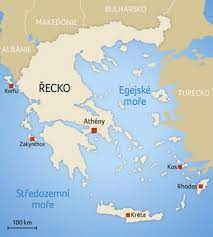 BULHARSKO
MAKEDONIE
ALBÁNIE
Korfu
ŘECKO
Egejské
moře
TURECKO
Athény
Zakynthos
Kos
Rhodos
Středozemní
moře
Kréta
100 km